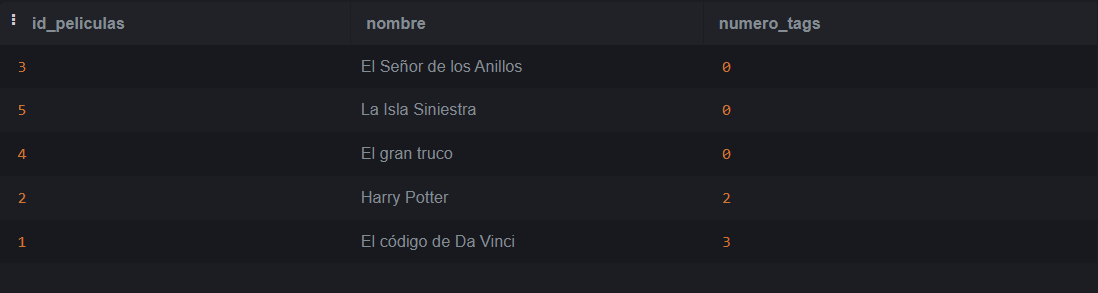 id_peliculas nombre numero_tags
3 El Señor de los Anillos 0
5 La Isla Siniestra 0
4 El gran truco 0
2 Harry Potter 2
1 El código de Da Vinci 3